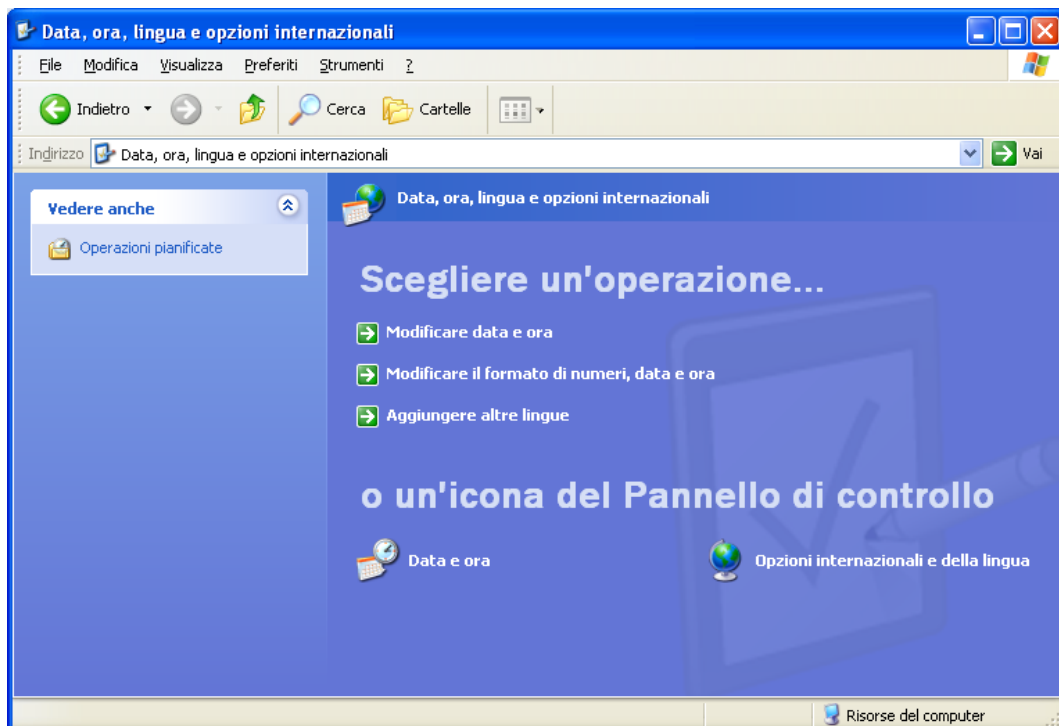 Data, ora, lingua e opzioni internazionali
File Modifica Visualizza Preferiti Strumenti ?
Indietro Cerca Cartelle
Indirizzo Data, ora, lingua e opzioni internazionali Vai
Vedere anche
Operazioni pianificate
Data, ora, lingua e opzioni internazionali
Scegliere un'operazione...
Modificare data e ora
Modificare il formato di numeri, data e ora
Aggiungere altre lingue
o un'icona del Pannello di controllo
Data e ora Opzioni internazionali e della lingua
Risorse del computer